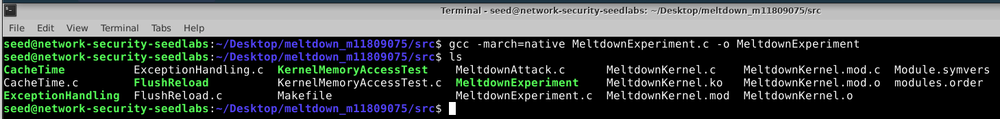 Terminal - seed@network-security-seedlabs: ~/Desktop/meltdown_m11809075/src
File Edit View Terminal Tabs Help
seed@network-security-seedlabs:~/Desktop/meltdown_m11809075/src$ gcc -march=native MeltdownExperiment.c -o MeltdownExperiment
seed@network-security-seedlabs:~/Desktop/meltdown_m11809075/src$ ls
CacheTime ExceptionHandling.c KernelMemoryAccessTest MeltdownAttack.c MeltdownKernel.c MeltdownKernel.mod.c Module.symvers
CacheTime.c FlushReload KernelMemoryAccessTest.c MeltdownExperiment MeltdownKernel.ko MeltdownKernel.mod.o modules.order
ExceptionHandling FlushReload.c Makefile MeltdownExperiment.c MeltdownKernel.mod MeltdownKernel.o
seed@network-security-seedlabs:~/Desktop/meltdown_m11809075/src$